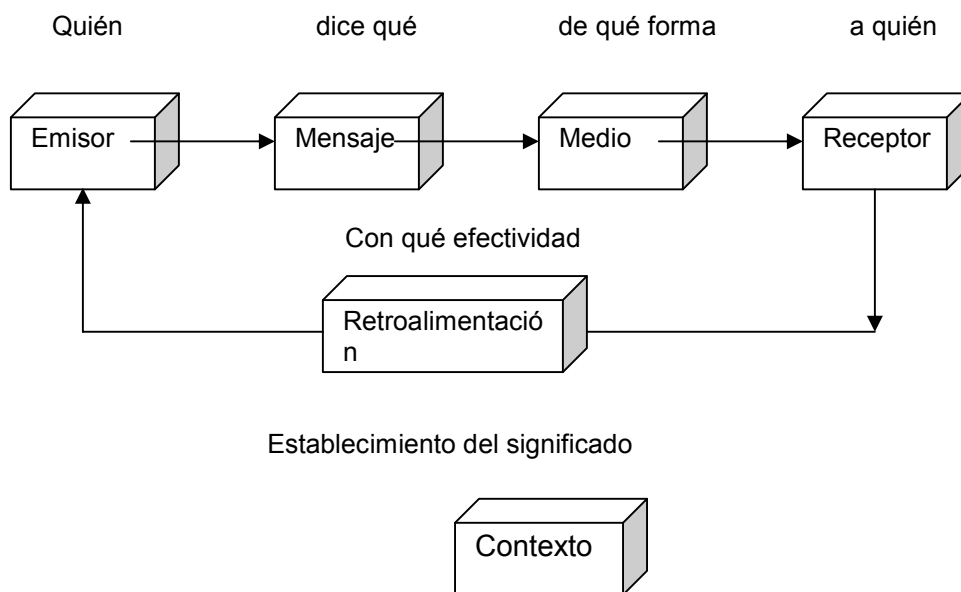 Quién dice qué de qué forma a quién
Emisor Mensaje Medio Receptor
Con qué efectividad
Retroalimentació
n
Establecimiento del significado
Contexto